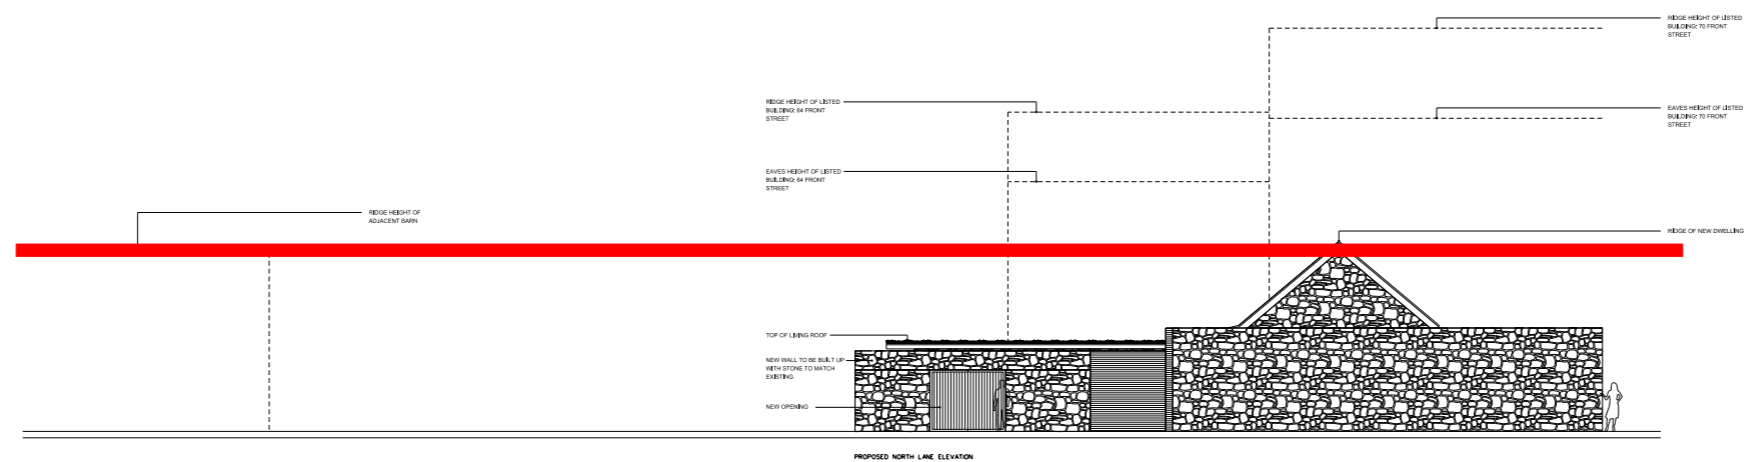 RIDGE HEIGHT OF LISTED
BUILDING: 70 FRONT
STREET
RIDGE HEIGHT OF LISTED
BUILDING: 64 FRONT
STREET
EAVES HEIGHT OF LISTED
BUILDING: 70 FRONT
STREET
EAVES HEIGHT OF LISTED
BUILDING: 64 FRONT
STREET
RIDGE HEIGHT OF
ADJACENT BARN
RIDGE OF NEW DWELLING
TOP OF LIVING ROOF
NEW WALL TO BE BUILT UP
WITH STONE TO MATCH
EXISTING
NEW OPENING
PROPOSED NORTH LANE ELEVATION